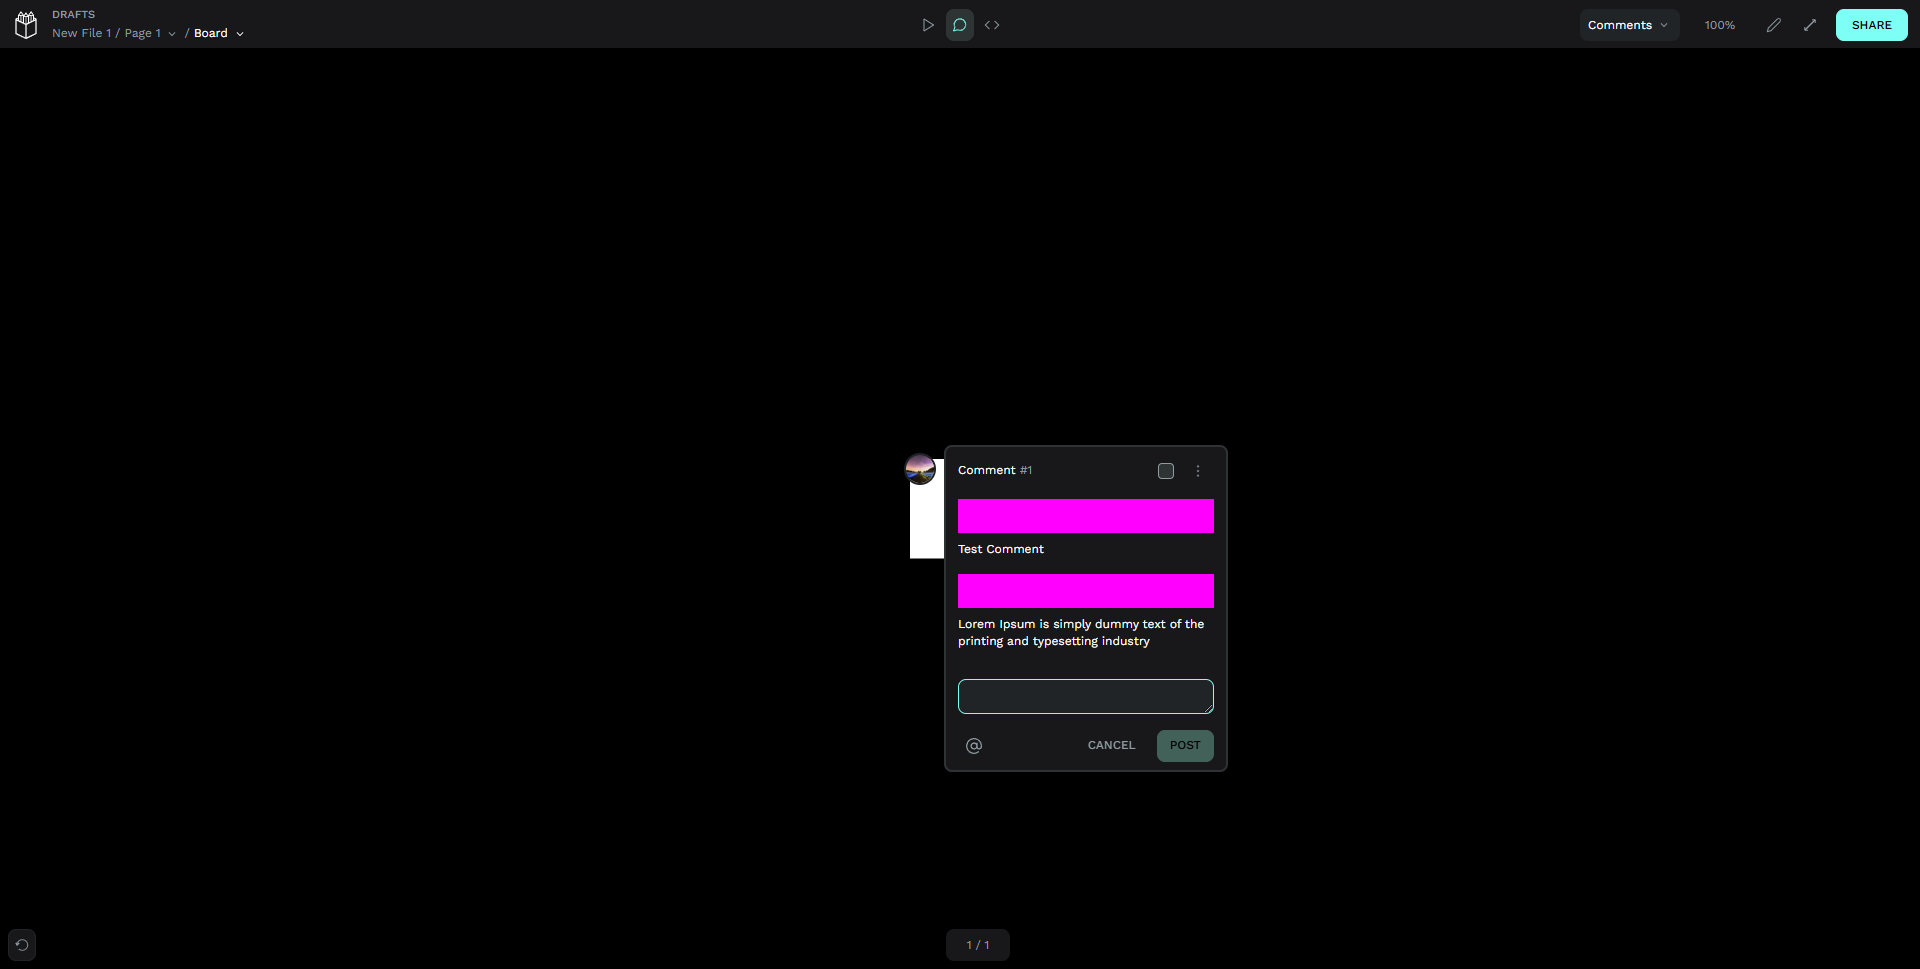 DRAFTS
New File 1 / Page 1 / Board
Comments
100%
SHARE
Comment #1
Test Comment
Lorem Ipsum is simply dummy text of the
printing and typesetting industry
@
CANCEL
POST
1 / 1